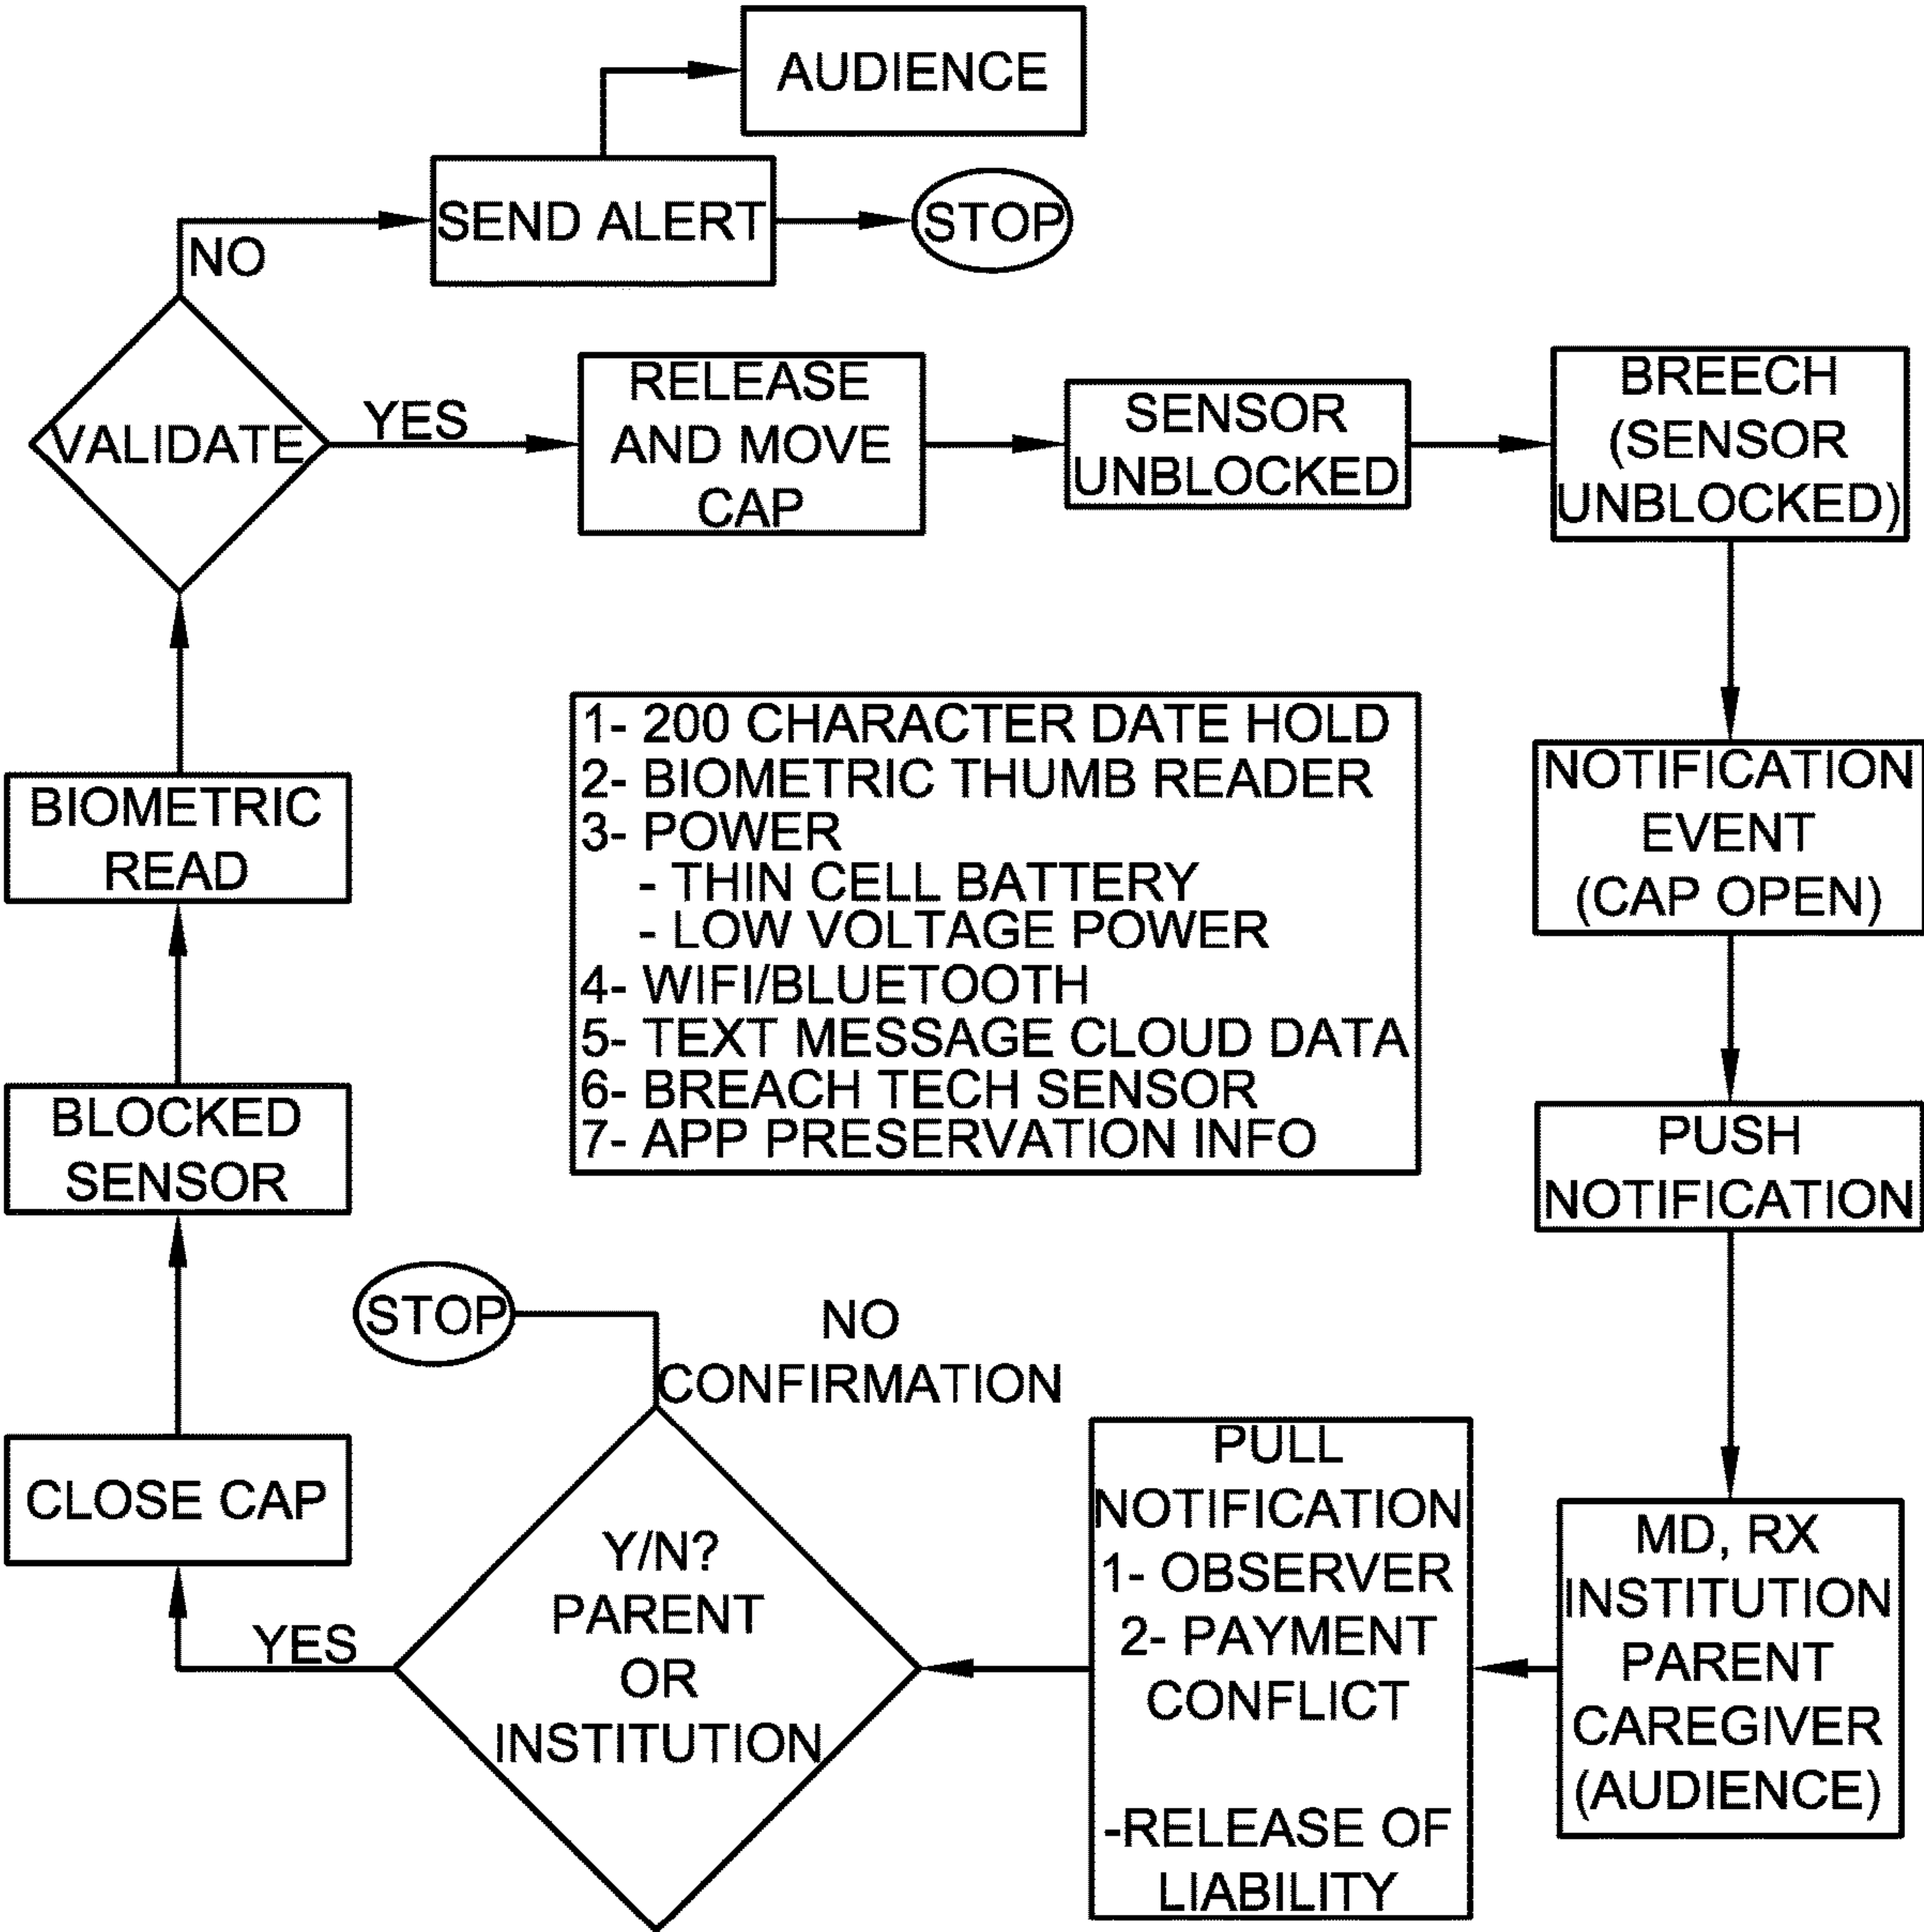 AUDIENCE
SEND ALERT
STOP
NO
VALIDATE
YES
RELEASE
AND MOVE
CAP
SENSOR
UNBLOCKED
BREECH
(SENSOR
UNBLOCKED)
BIOMETRIC
READ
1- 200 CHARACTER DATE HOLD
2- BIOMETRIC THUMB READER
3- POWER
- THIN CELL BATTERY
- LOW VOLTAGE POWER
4- WIFI/BLUETOOTH
5- TEXT MESSAGE CLOUD DATA
6- BREACH TECH SENSOR
7- APP PRESERVATION INFO
NOTIFICATION
EVENT
(CAP OPEN)
BLOCKED
SENSOR
PUSH
NOTIFICATION
STOP
NO
CONFIRMATION
CLOSE CAP
YES
Y/N?
PARENT
OR
INSTITUTION
PULL
NOTIFICATION
1- OBSERVER
2- PAYMENT
CONFLICT
-RELEASE OF
LIABILITY
MD, RX
INSTITUTION
PARENT
CAREGIVER
(AUDIENCE)